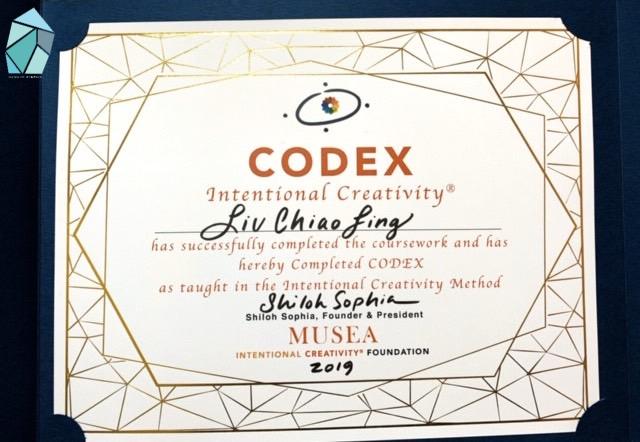 CODEX
Intentional Creativity®
Liv Chiao Ling
has successfully completed the coursework and has
hereby Completed CODEX
as taught in the Intentional Creativity Method
Shiloh Sophia
Shiloh Sophia, Founder & President
MUSEA
INTENTIONAL CREATIVITY® FOUNDATION
2019